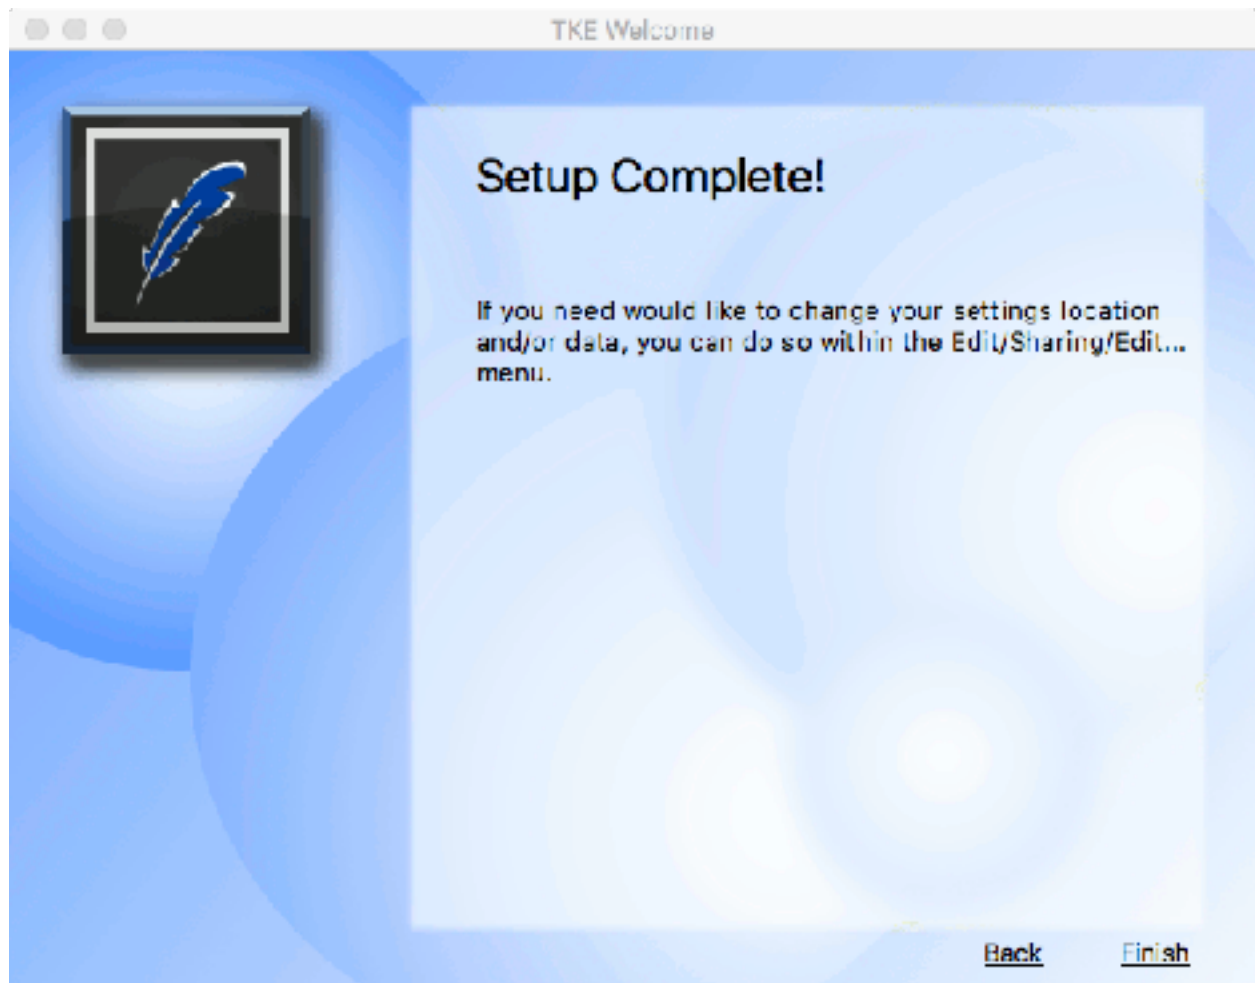 TKE Welcome
Setup Complete!
If you need would like to change your settings location
and/or data, you can do so within the Edit/Sharing/Edit...
menu.
Back
Finish